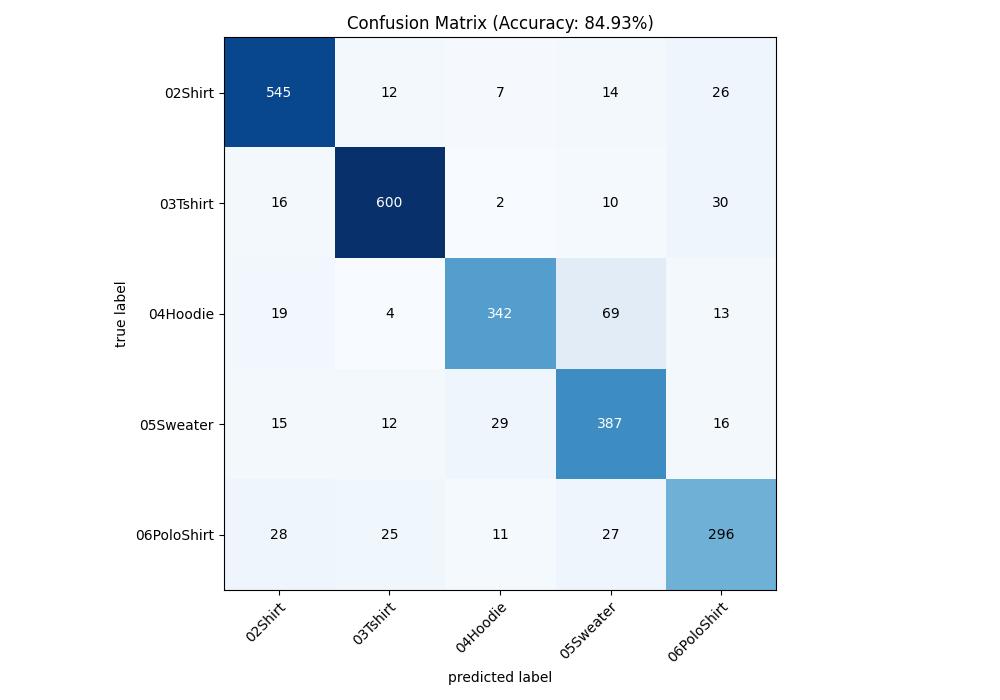 Confusion Matrix (Accuracy: 84.93%)
true label
02Shirt 545 12 7 14 26
03Tshirt 16 600 2 10 30
04Hoodie 19 4 342 69 13
05Sweater 15 12 29 387 16
06PoloShirt 28 25 11 27 296
02Shirt 03Tshirt 04Hoodie 05Sweater 06PoloShirt
predicted label